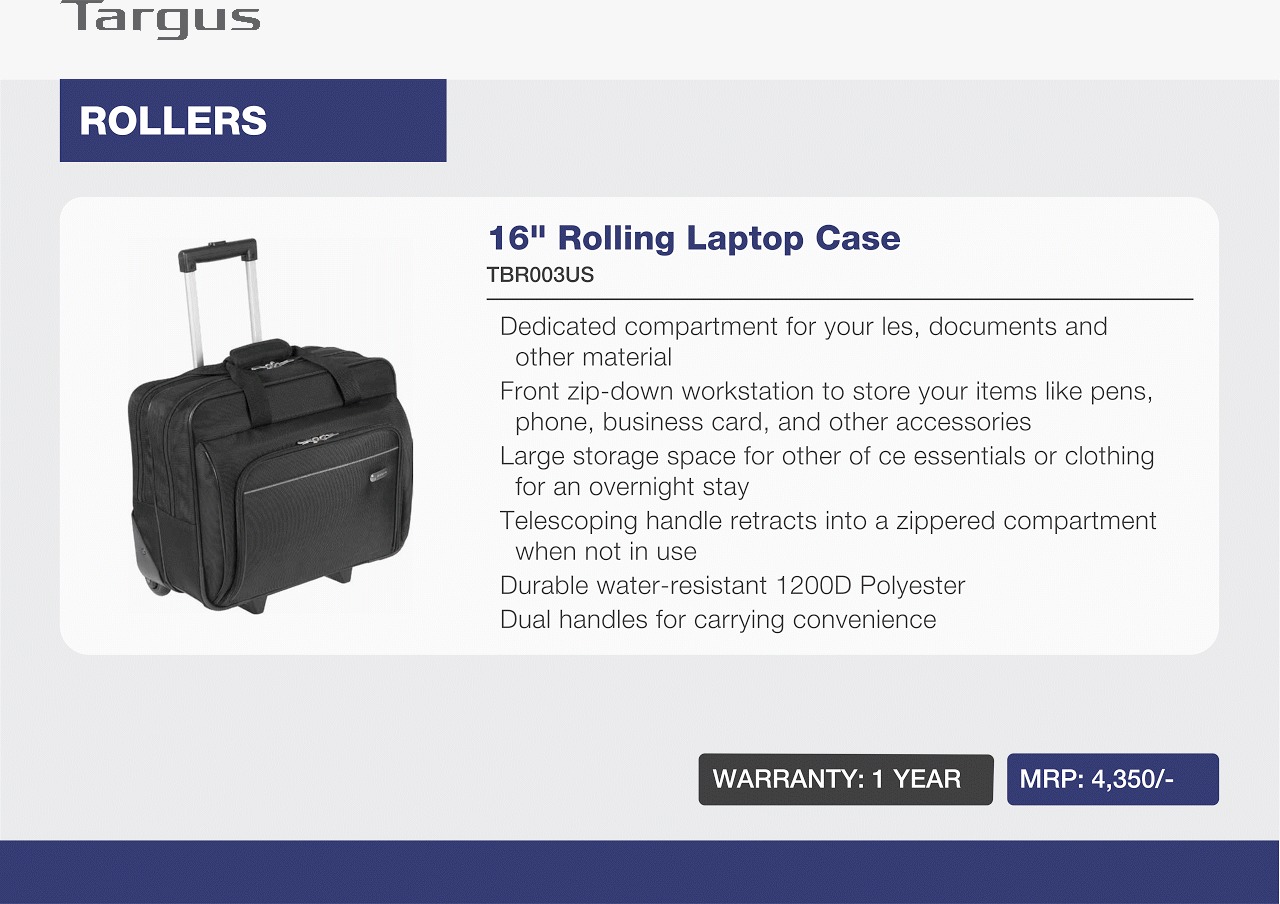 Targus
ROLLERS
16" Rolling Laptop Case
TBR003US
Dedicated compartment for your les, documents and
other material
Front zip-down workstation to store your items like pens,
phone, business card, and other accessories
Large storage space for other of ce essentials or clothing
for an overnight stay
Telescoping handle retracts into a zippered compartment
when not in use
Durable water-resistant 1200D Polyester
Dual handles for carrying convenience
WARRANTY: 1 YEAR
MRP: 4,350/-